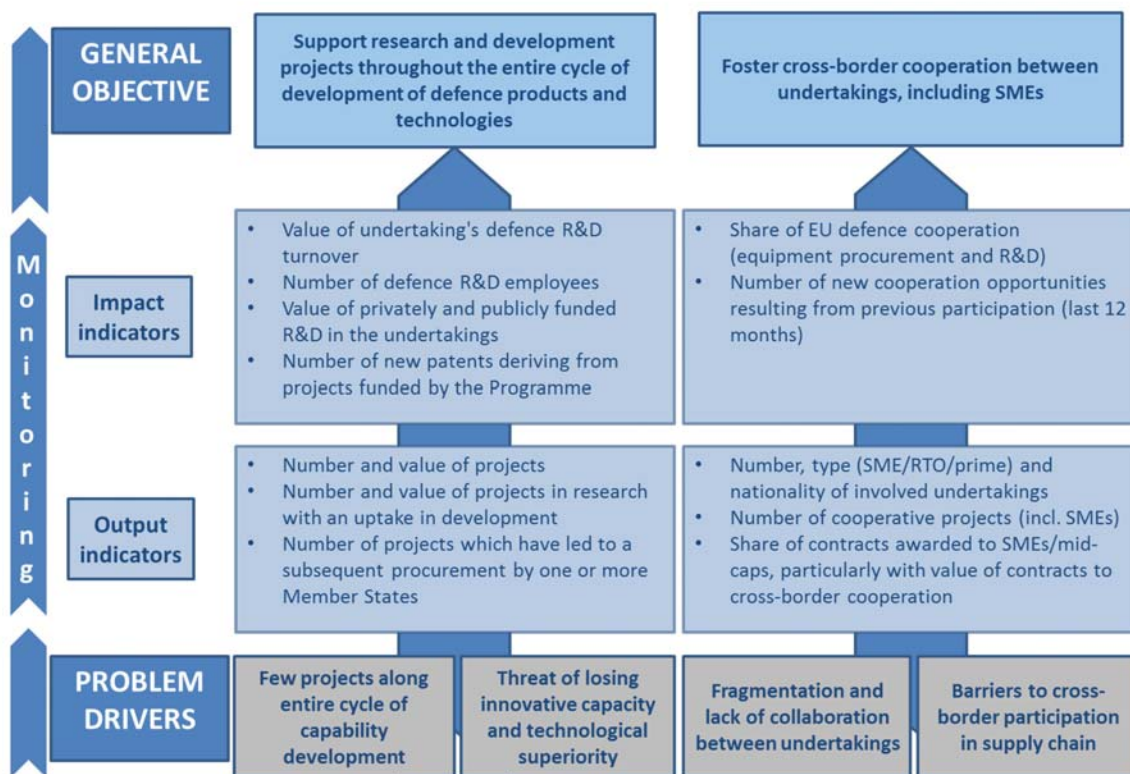 GENERAL
OBJECTIVE
Support research and development
projects throughout the entire cycle of
development of defence products and
technologies
Foster cross-border cooperation between
undertakings, including SMEs
Monitoring
Impact
indicators
• Value of undertaking's defence R&D
turnover
• Number of defence R&D employees
• Value of privately and publicly funded
R&D in the undertakings
• Number of new patents deriving from
projects funded by the Programme
• Share of EU defence cooperation
(equipment procurement and R&D)
• Number of new cooperation opportunities
resulting from previous participation (last 12
months)
Output
indicators
• Number and value of projects
• Number and value of projects in research
with an uptake in development
• Number of projects which have led to a
subsequent procurement by one or more
Member States
• Number, type (SME/RTO/prime) and
nationality of involved undertakings
• Number of cooperative projects (incl. SMEs)
• Share of contracts awarded to SMEs/mid-
caps, particularly with value of contracts to
cross-border cooperation
PROBLEM
DRIVERS
Few projects along
entire cycle of
capability
development
Threat of losing
innovative capacity
and technological
superiority
Fragmentation and
lack of collaboration
between undertakings
Barriers to cross-
border participation
in supply chain